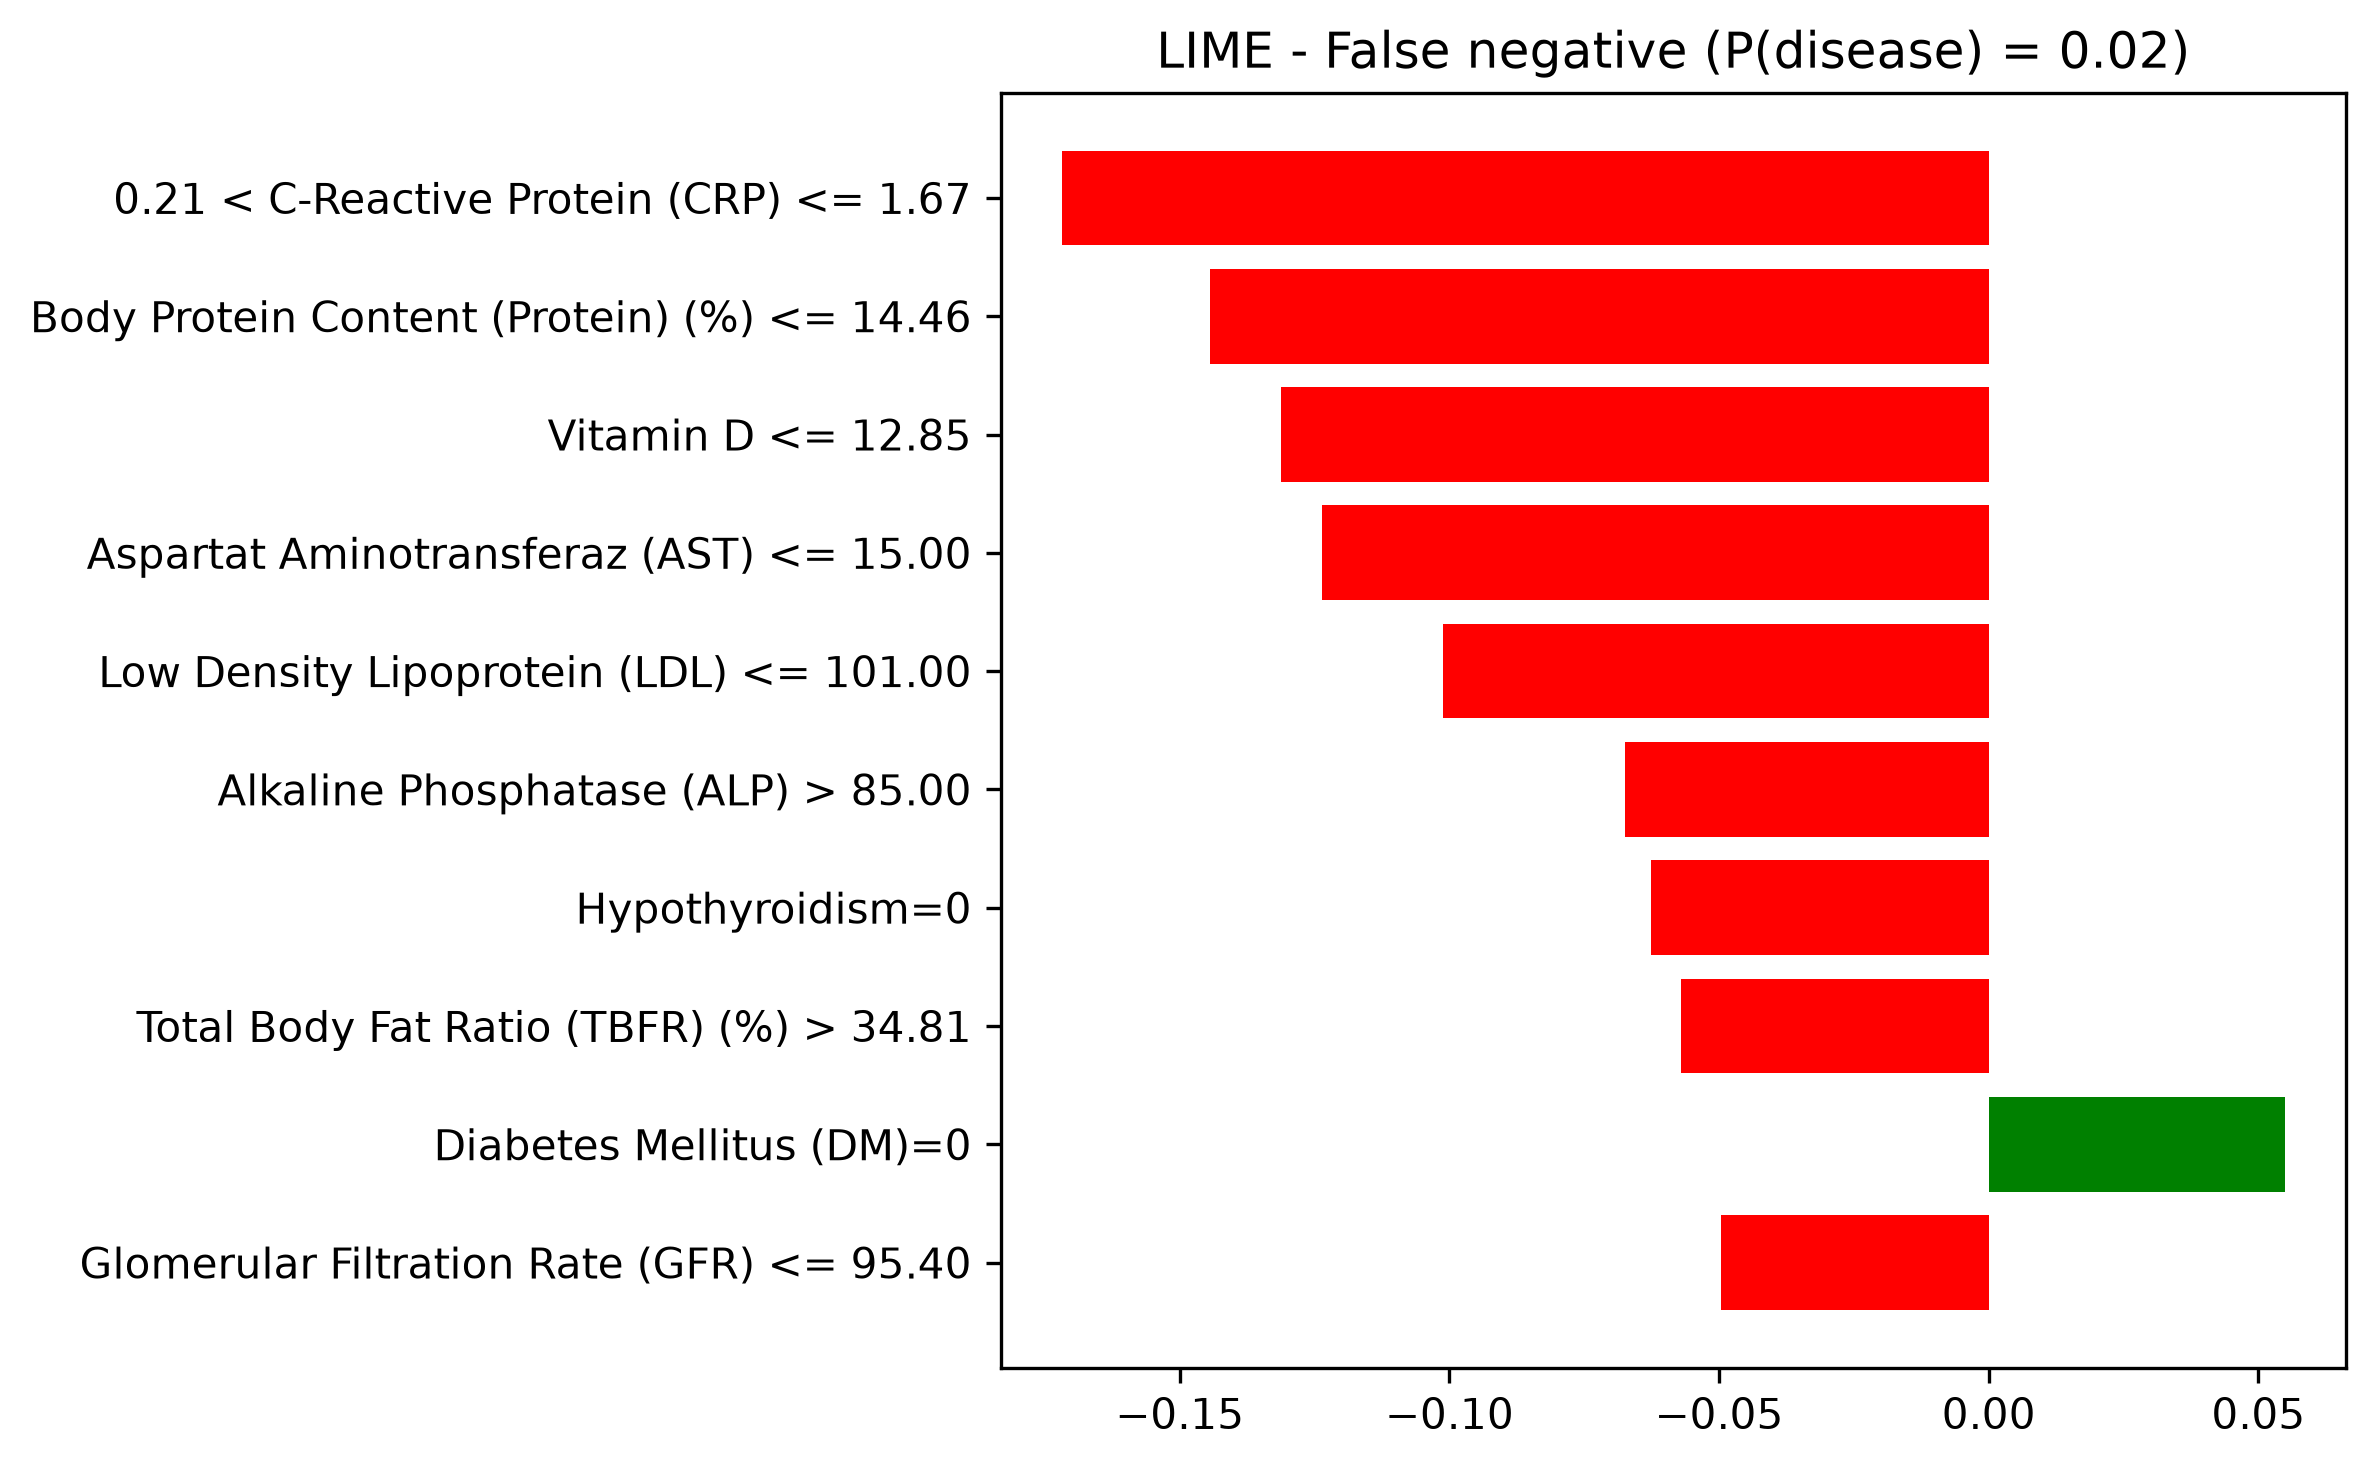 LIME - False negative (P(disease) = 0.02)
0.21 < C-Reactive Protein (CRP) <= 1.67
Body Protein Content (Protein) (%) <= 14.46
Vitamin D <= 12.85
Aspartat Aminotransferaz (AST) <= 15.00
Low Density Lipoprotein (LDL) <= 101.00
Alkaline Phosphatase (ALP) > 85.00
Hypothyroidism=0
Total Body Fat Ratio (TBFR) (%) > 34.81
Diabetes Mellitus (DM)=0
Glomerular Filtration Rate (GFR) <= 95.40
−0.15 −0.10 −0.05 0.00 0.05